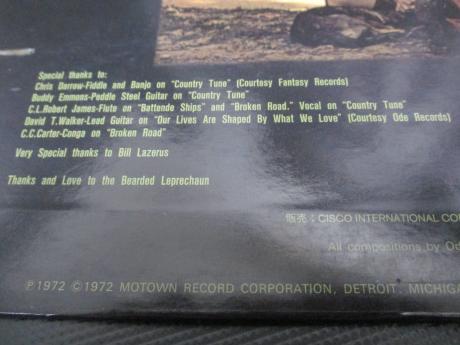 Special thanks to:
Chris Darrow-Fiddle and Banjo on "Country Tune" (Courtesy Fantasy Records)
Buddy Emmons-Peddle Steel Guitar on "Country Tune"
C.L.Robert James-Flute on "Battende Ships" and "Broken Road." Vocal on "Country Tune"
David T.Walker-Lead Guitar on "Our Lives Are Shaped By What We Love" (Courtesy Ode Records)
C.C.Carter-Conga on "Broken Road"
Very Special thanks to Bill Lazerus
Thanks and Love to the Bearded Leprechaun
販売：CISCO INTERNATIONAL CO
All compositions by Od
℗1972 ©1972 MOTOWN RECORD CORPORATION, DETROIT, MICHIGA